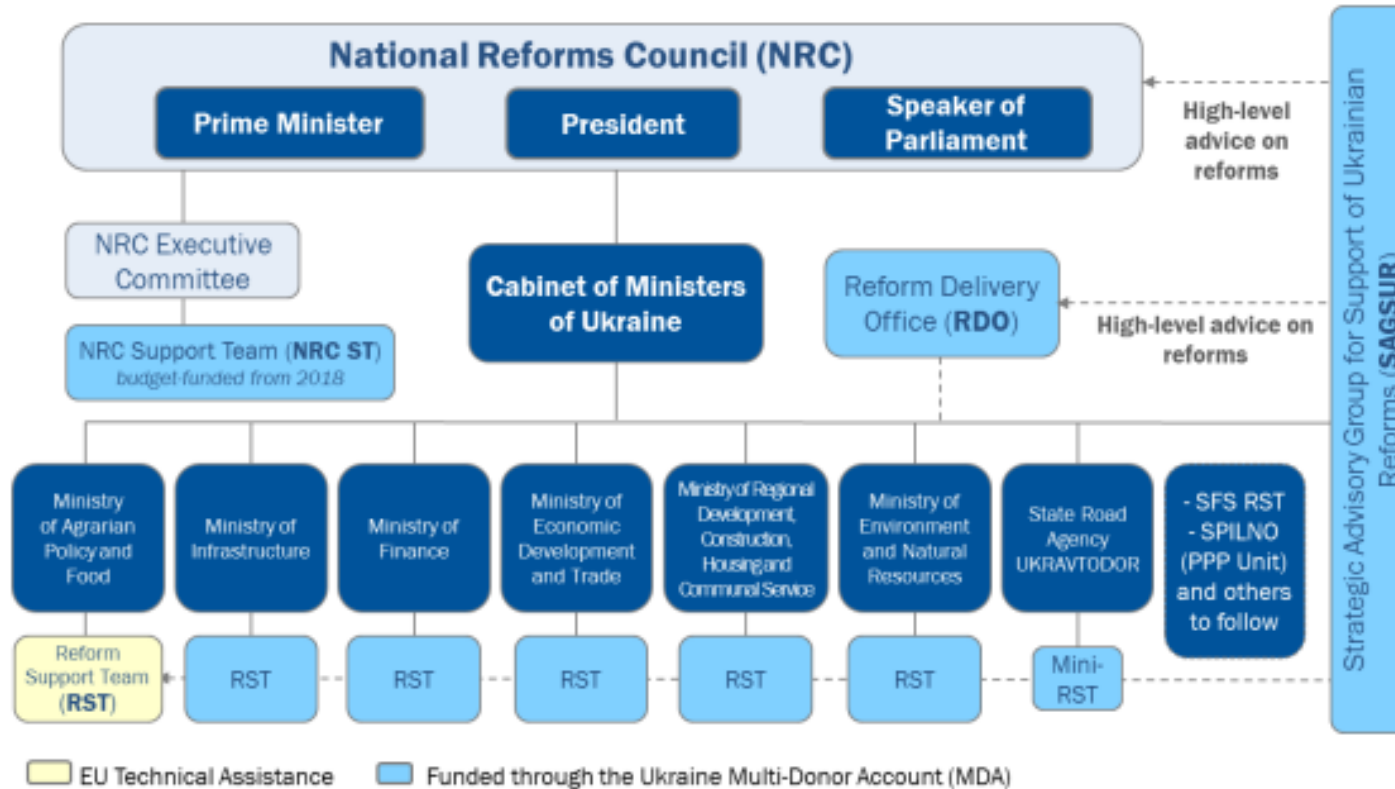 National Reforms Council (NRC)
Prime Minister
President
Speaker of
Parliament
High-level
advice on
reforms
NRC Executive
Committee
NRC Support Team (NRC ST)
budget-funded from 2018
Cabinet of Ministers
of Ukraine
Reform Delivery
Office (RDO)
High-level advice on
reforms
Strategic Advisory Group for Support of Ukrainian
Reforms (SAGSUR)
Ministry
of Agrarian
Policy and
Food
Ministry of
Infrastructure
Ministry of
Finance
Ministry of
Economic
Development
and Trade
Ministry of Regional
Development,
Construction,
Housing and
Communal Service
Ministry of
Environment
and Natural
Resources
State Road
Agency
UKRAVTODOR
- SFS RST
- SPILNO
(PPP Unit)
and others
to follow
Reform
Support Team
(RST)
RST
RST
RST
RST
RST
Mini-
RST
EU Technical Assistance
Funded through the Ukraine Multi-Donor Account (MDA)